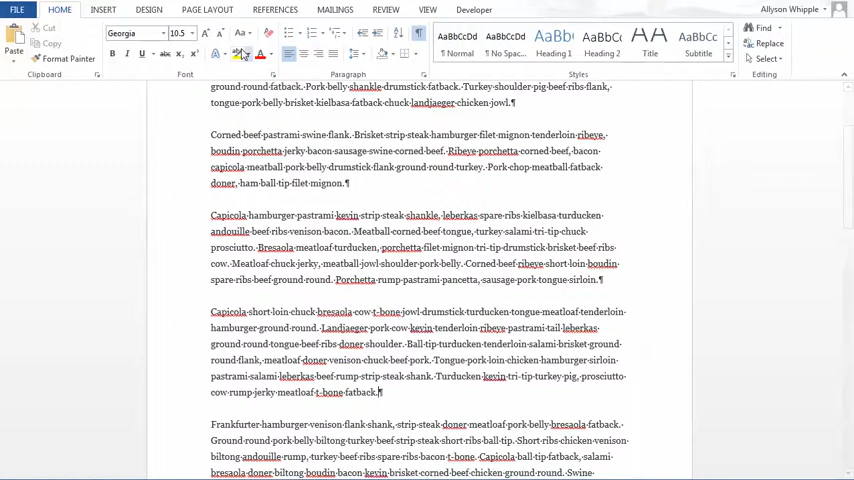 Allyson Whipple
FILE HOME INSERT DESIGN PAGE LAYOUT REFERENCES MAILINGS REVIEW VIEW Developer
Cut
Copy
Format Painter
Paste
Clipboard
Georgia 10.5
Font
Paragraph
AaBbCcDc AaBbCcDc AaBbC AaBbCc AAI AaBbCcD
¶ Normal ¶ No Spac... Heading 1 Heading 2 Title Subtitle
Styles
Find
Replace
Select
Editing
ground·round·fatback.·Pork·belly·shankle·drumstick·fatback.·Turkey·shoulder·pig·beef·ribs·flank,·
tongue·pork·belly·brisket·kielbasa·fatback·chuck·landjaeger·chicken·jowl.¶
Corned·beef·pastrami·swine·flank.·Brisket·strip·steak·hamburger·filet·mignon·tenderloin·ribeye,·
boudin·porchetta·jerky·bacon·sausage·swine·corned·beef.·Ribeye·porchetta·corned·beef,·bacon·
capicola·meatball·pork·belly·drumstick·flank·ground·round·turkey.·Pork·chop·meatball·fatback·
doner,·ham·ball·tip·filet·mignon.¶
Capicola·hamburger·pastrami·kevin·strip·steak·shankle,·leberkas·spare·ribs·kielbasa·turducken·
andouille·beef·ribs·venison·bacon.·Meatball·corned·beef·tongue,·turkey·salami·tri-tip·chuck·
prosciutto.·Bresaola·meatloaf·turducken,·porchetta·filet·mignon·tri-tip·drumstick·brisket·beef·ribs·
cow.·Meatloaf·chuck·jerky,·meatball·jowl·shoulder·pork·belly.·Corned·beef·ribeye·short·loin·boudin·
spare·ribs·beef·ground·round.·Porchetta·rump·pastrami·pancetta,·sausage·pork·tongue·sirloin.¶
Capicola·short·loin·chuck·bresaola·cow·t-bone·jowl·drumstick·turducken·tongue·meatloaf·tenderloin·
hamburger·ground·round.·Landjaeger·pork·cow·kevin·tenderloin·ribeye·pastrami·tail·leberkas·
ground·round·tongue·beef·ribs·doner·shoulder.·Ball·tip·turducken·tenderloin·salami·brisket·ground·
round·flank,·meatloaf·doner·venison·chuck·beef·pork.·Tongue·pork·loin·chicken·hamburger·sirloin·
pastrami·salami·leberkas·beef·rump·strip·steak·shank.·Turducken·kevin·tri-tip·turkey·pig,·prosciutto·
cow·rump·jerky·meatloaf·t-bone·fatback.¶
Frankfurter·hamburger·venison·flank·shank,·strip·steak·doner·meatloaf·pork·belly·bresaola·fatback.·
Ground·round·pork·belly·biltong·turkey·beef·strip·steak·short·ribs·ball·tip.·Short·ribs·chicken·venison·
biltong·andouille·rump,·turkey·beef·ribs·spare·ribs·bacon·t-bone.·Capicola·ball·tip·fatback,·salami·
bresaola·doner·biltong·boudin·bacon·kevin·brisket·corned·beef·chicken·ground·round.·Swine·